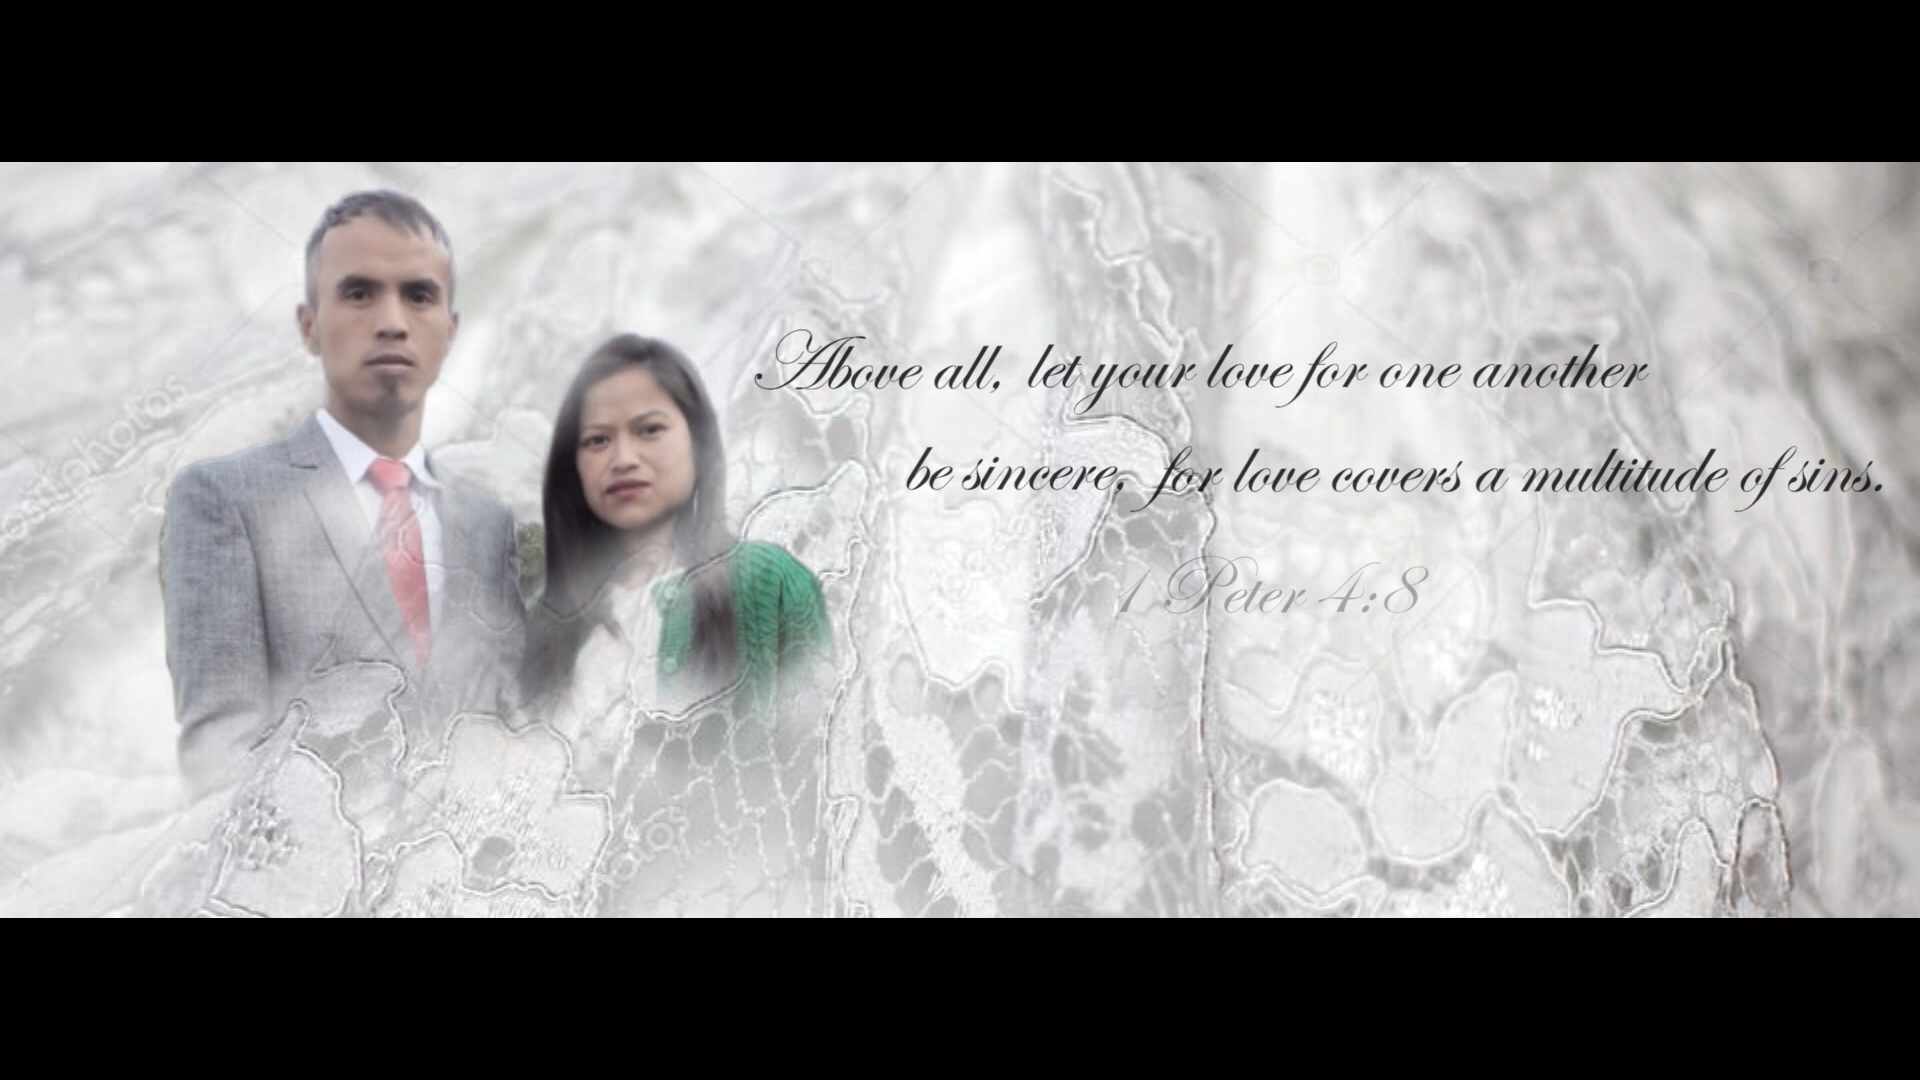 Above all, let your love for one another
be sincere, for love covers a multitude of sins.
1 Peter 4:8